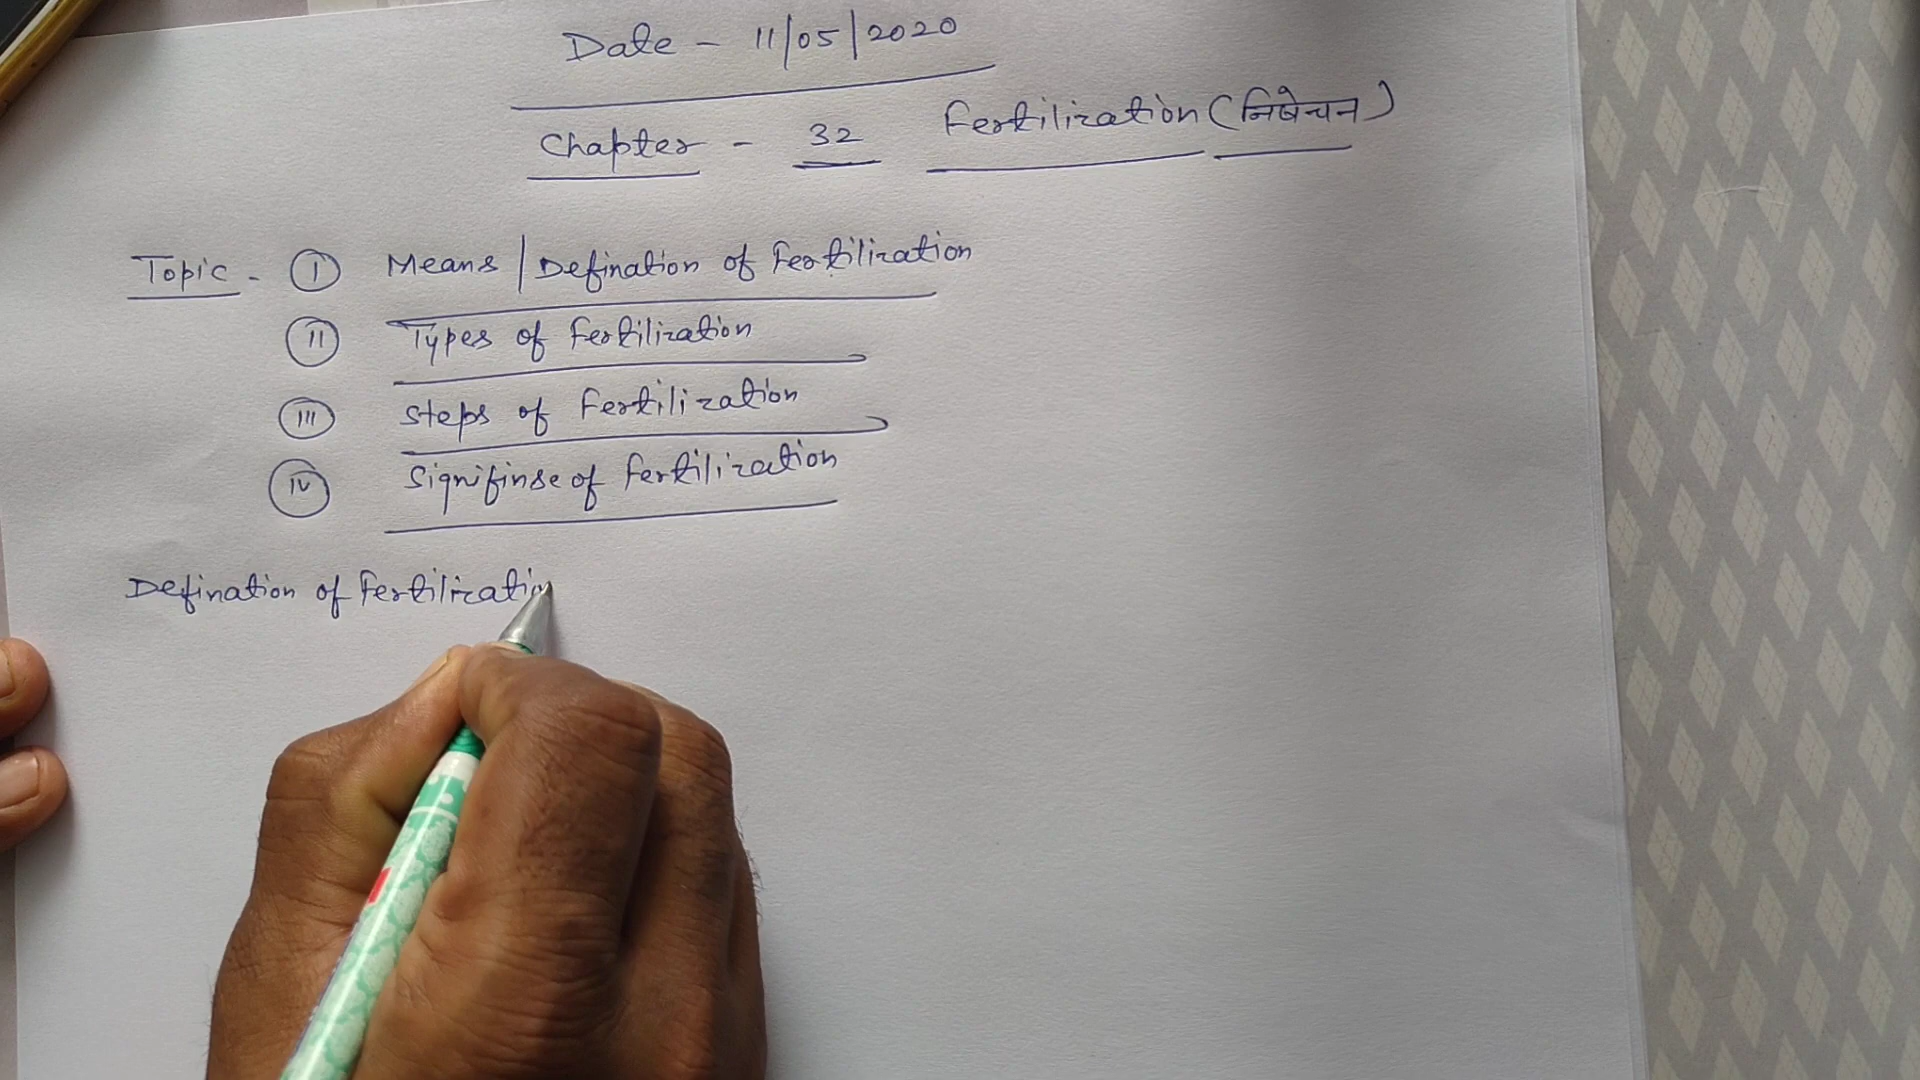 Date - 11/05/2020
Chapter - 32 Fertilization (निषेचन)
Topic - (I) Means / Defination of Fertilization
(II) Types of Fertilization
(III) Steps of Fertilization
(IV) Signifinse of Fertilization
Defination of Fertilization